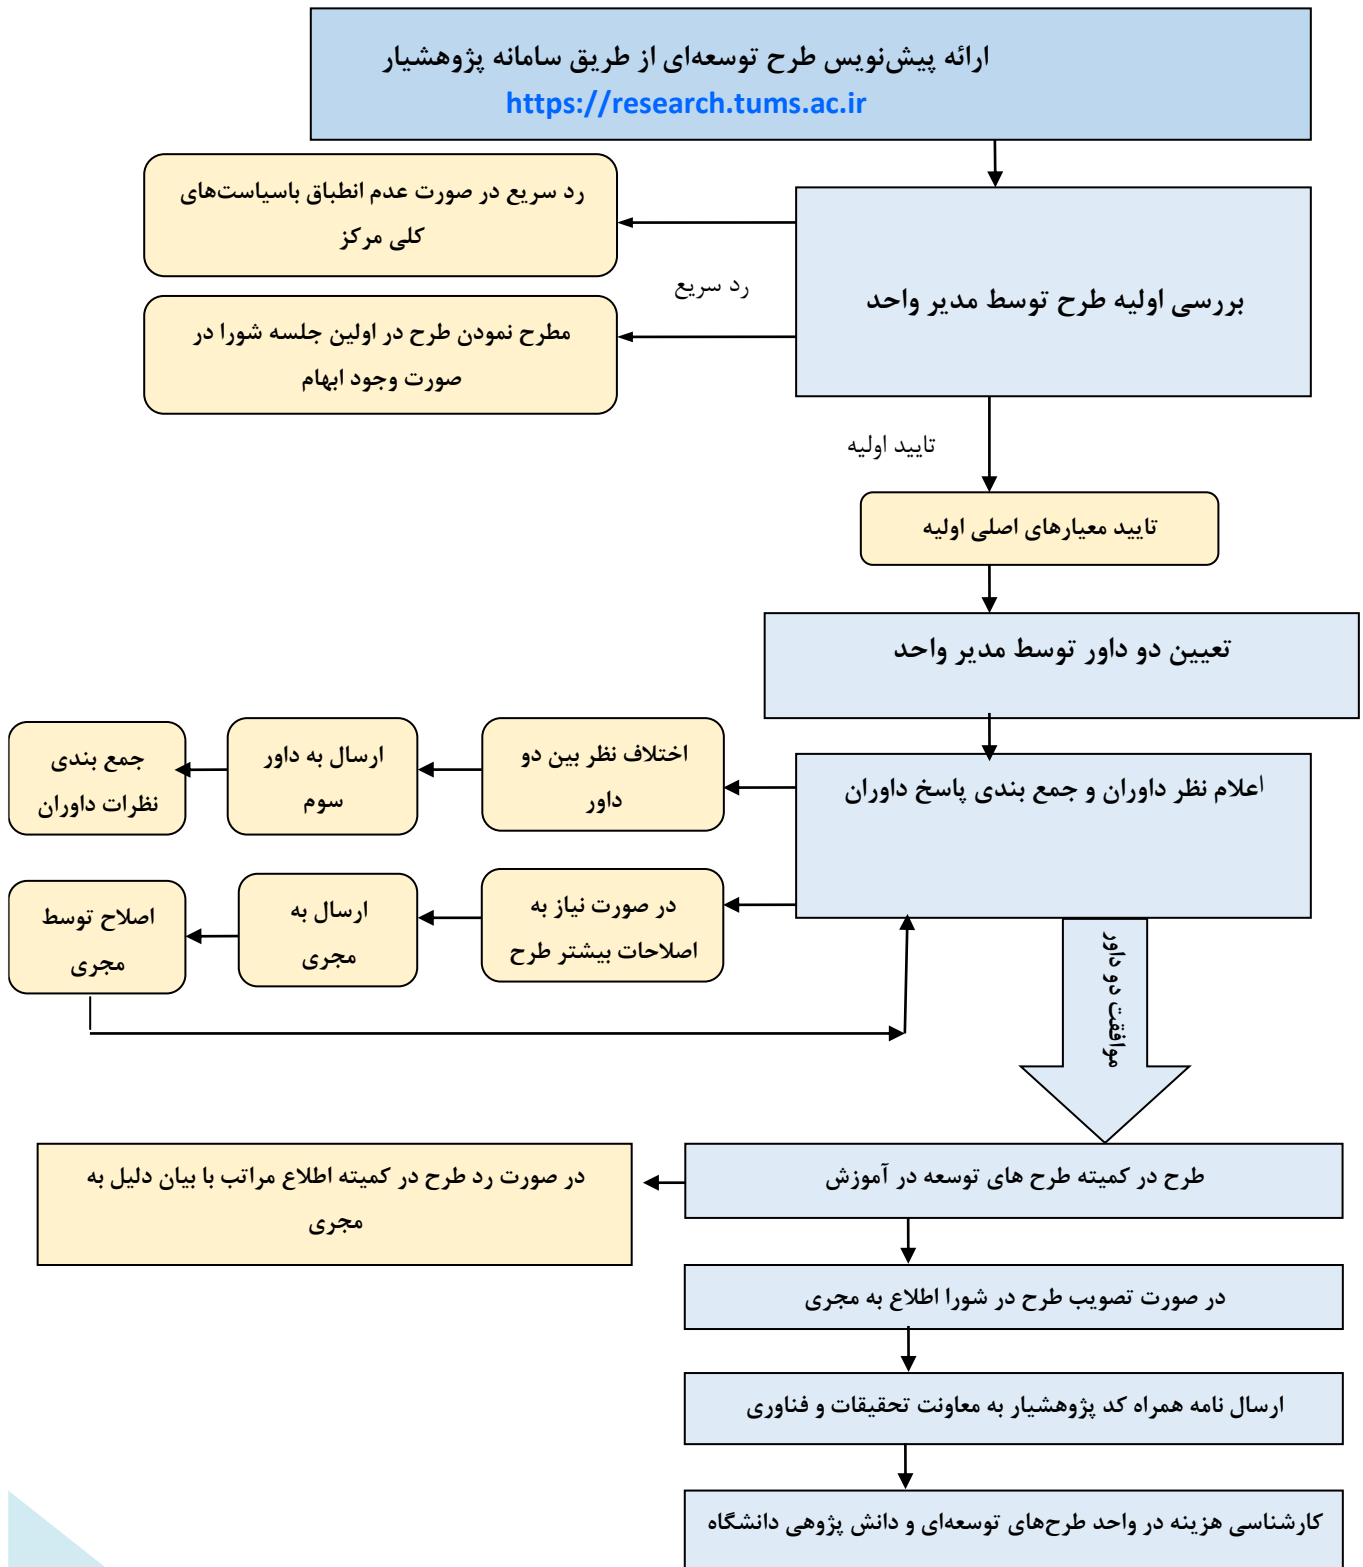 ارائه پیش‌نویس طرح توسعه‌ای از طریق سامانه پژوهشیار
https://research.tums.ac.ir
رد سریع در صورت عدم انطباق باسیاست‌های
کلی مرکز
رد سریع
مطرح نمودن طرح در اولین جلسه شورا در
صورت وجود ابهام
بررسی اولیه طرح توسط مدیر واحد
تایید اولیه
تایید معیارهای اصلی اولیه
تعیین دو داور توسط مدیر واحد
اعلام نظر داوران و جمع بندی پاسخ داوران
اختلاف نظر بین دو
داور
ارسال به داور
سوم
جمع بندی
نظرات داوران
در صورت نیاز به
اصلاحات بیشتر طرح
ارسال به
مجری
اصلاح توسط
مجری
موافقت دو داور
طرح در کمیته طرح های توسعه در آموزش
در صورت رد طرح در کمیته اطلاع مراتب با بیان دلیل به
مجری
در صورت تصویب طرح در شورا اطلاع به مجری
ارسال نامه همراه کد پژوهشیار به معاونت تحقیقات و فناوری
کارشناسی هزینه در واحد طرح‌های توسعه‌ای و دانش پژوهی دانشگاه